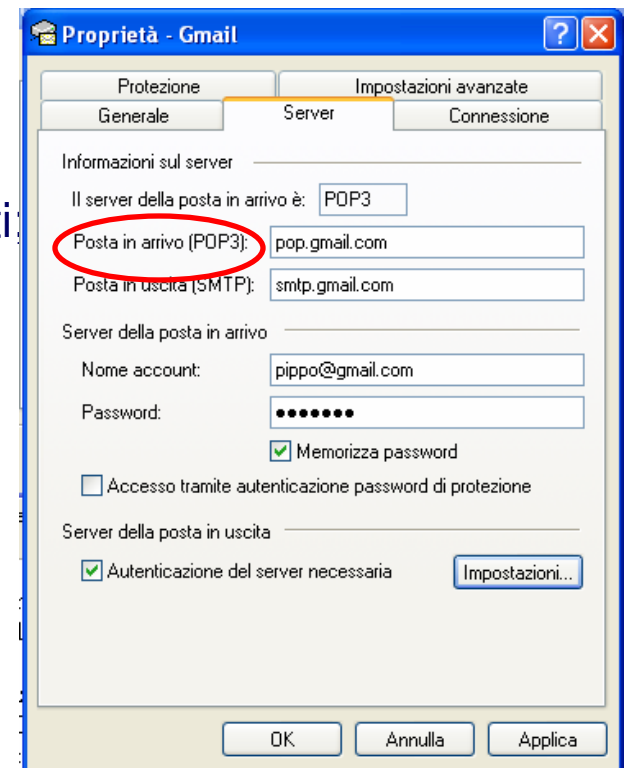 Proprietà - Gmail
Protezione Impostazioni avanzate
Generale Server Connessione
Informazioni sul server
Il server della posta in arrivo è: POP3
Posta in arrivo (POP3): pop.gmail.com
Posta in uscita (SMTP): smtp.gmail.com
Server della posta in arrivo
Nome account: pippo@gmail.com
Password: ●●●●●●●
Memorizza password
Accesso tramite autenticazione password di protezione
Server della posta in uscita
Autenticazione del server necessaria Impostazioni...
OK Annulla Applica